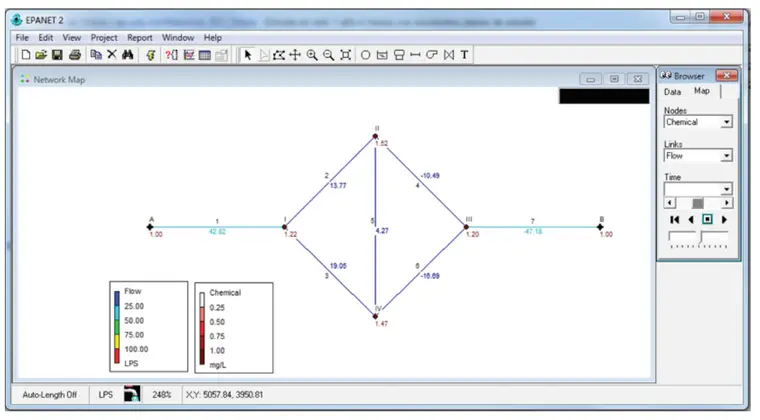 EPANET 2
File Edit View Project Report Window Help
T
Network Map
Browser
Data Map
Nodes
Chemical
Links
Flow
Time
II
1.52
2
13.77
-10.49
4
A
1
I
5
III
7
B
1.00
42.82
1.22
4.27
1.20
-47.18
1.00
19.05
3
6
-16.69
IV
1.47
Flow
25.00
50.00
75.00
100.00
LPS
Chemical
0.25
0.50
0.75
1.00
mg/L
Auto-Length Off LPS 248% X,Y: 5057.84, 3950.81